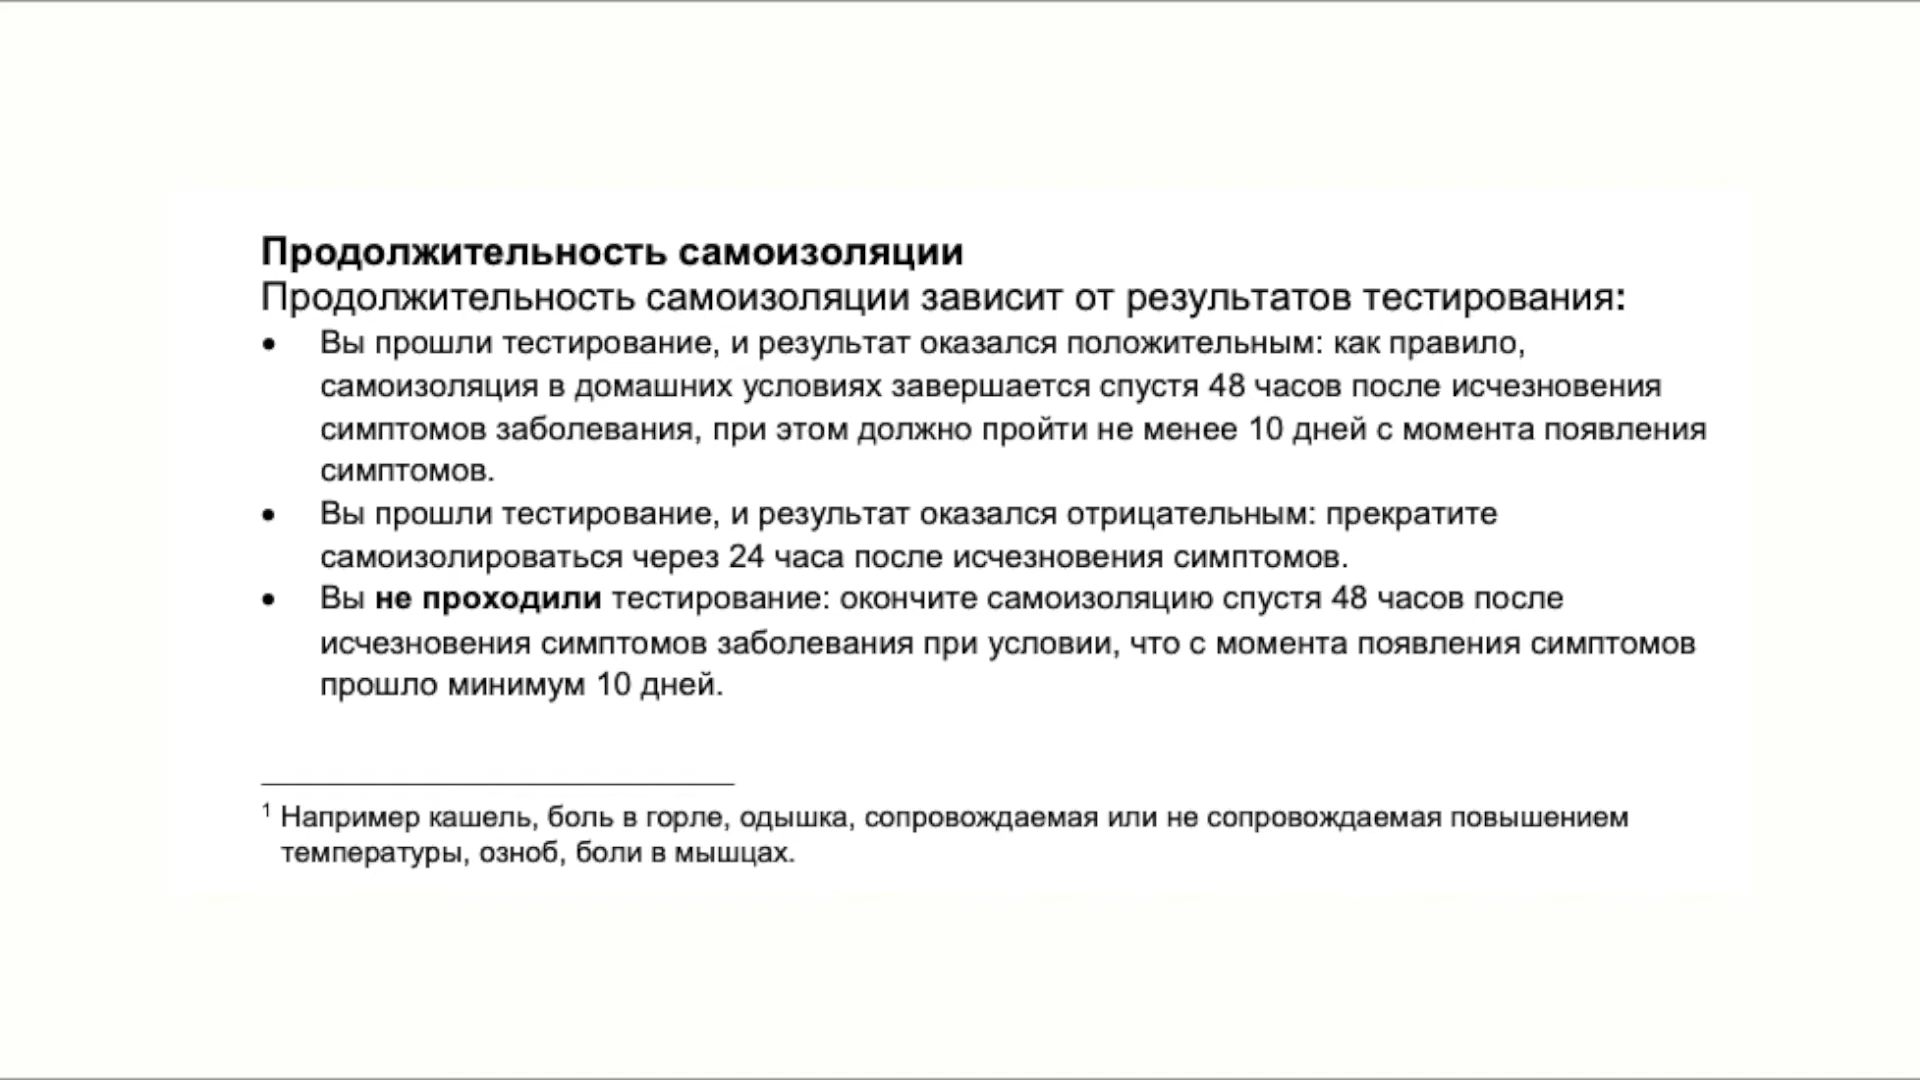 Продолжительность самоизоляции
Продолжительность самоизоляции зависит от результатов тестирования:
• Вы прошли тестирование, и результат оказался положительным: как правило,
самоизоляция в домашних условиях завершается спустя 48 часов после исчезновения
симптомов заболевания, при этом должно пройти не менее 10 дней с момента появления
симптомов.
• Вы прошли тестирование, и результат оказался отрицательным: прекратите
самоизолироваться через 24 часа после исчезновения симптомов.
• Вы не проходили тестирование: окончите самоизоляцию спустя 48 часов после
исчезновения симптомов заболевания при условии, что с момента появления симптомов
прошло минимум 10 дней.
1 Например кашель, боль в горле, одышка, сопровождаемая или не сопровождаемая повышением
температуры, озноб, боли в мышцах.